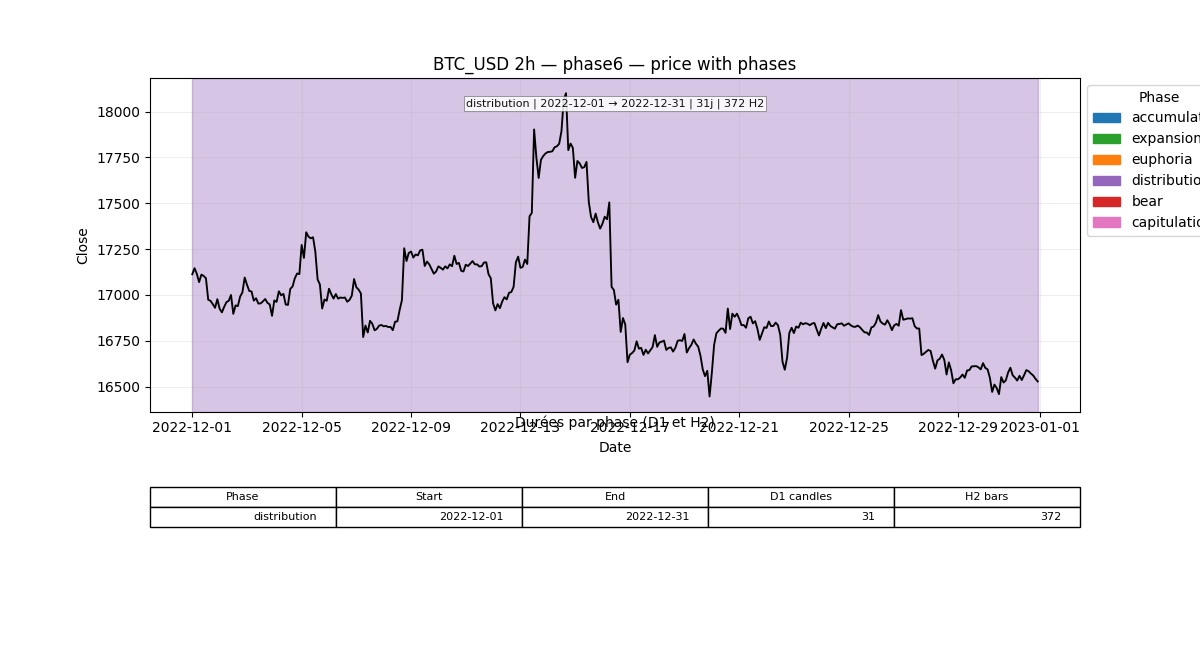 BTC_USD 2h — phase6 — price with phases
distribution | 2022-12-01 → 2022-12-31 | 31j | 372 H2
Close
18000
17750
17500
17250
17000
16750
16500
Phase
accumulat
expansion
euphoria
distributio
bear
capitulatio
2022-12-01 2022-12-05 2022-12-09 2022-12-13 2022-12-17 2022-12-21 2022-12-25 2022-12-29 2023-01-01
Durées par phase (D1 et H2)
Date
Phase Start End D1 candles H2 bars
distribution 2022-12-01 2022-12-31 31 372